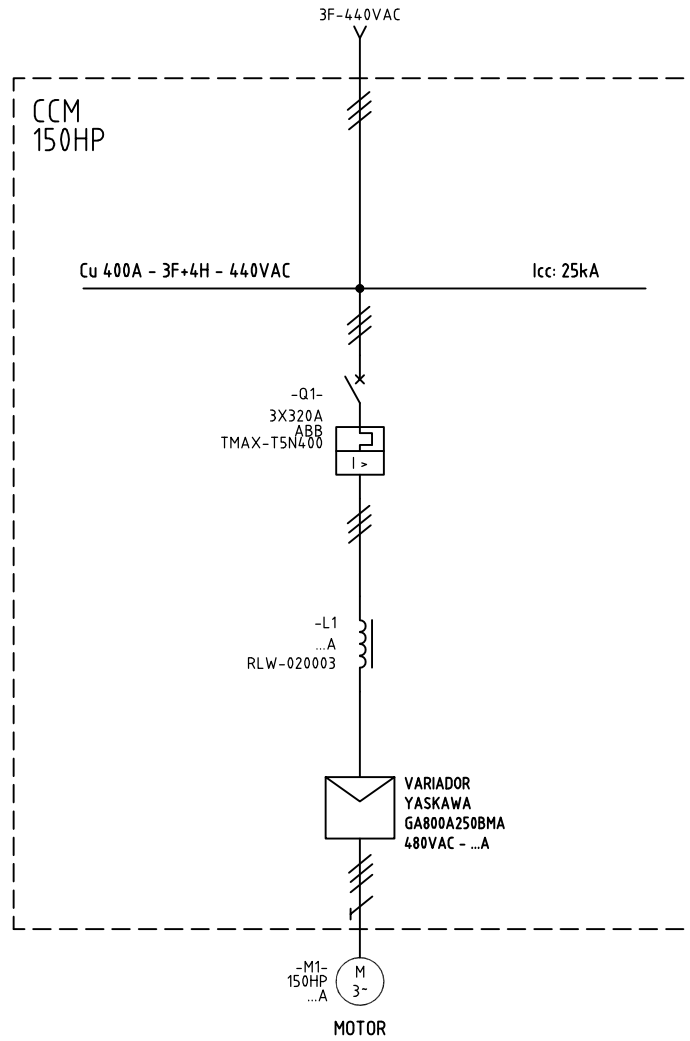 3F-440VAC
CCM
150HP
Cu 400A - 3F+4H - 440VAC
Icc: 25kA
-Q1-
3X320A
ABB
TMAX-T5N400
I >
-L1
...A
RLW-020003
VARIADOR
YASKAWA
GA800A250BMA
480VAC - ...A
-M1-
150HP
...A
M
3~
MOTOR